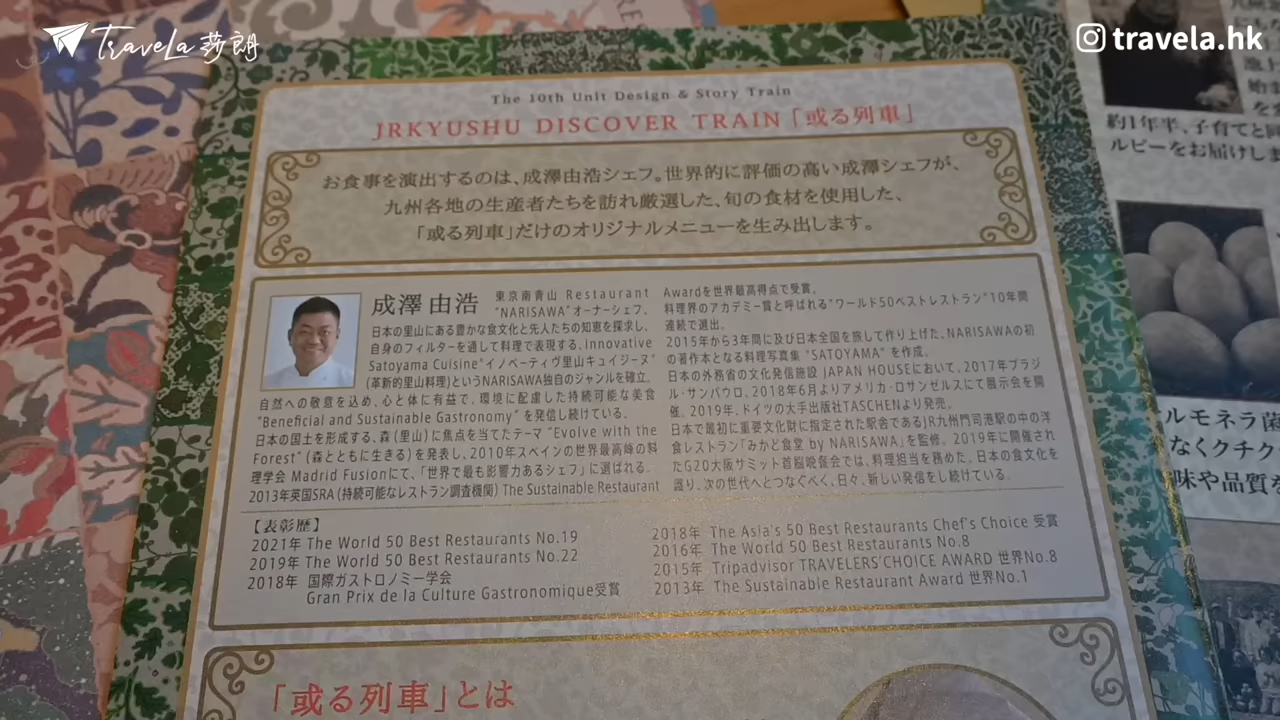 Travela莎朗
travela.hk
The 10th Unit Design & Story Train
JRKYUSHU DISCOVER TRAIN「或る列車」
お食事を演出するのは、成澤由浩シェフ。世界的に評価の高い成澤シェフが、
九州各地の生産者たちを訪れ厳選した、旬の食材を使用した、
「或る列車」だけのオリジナルメニューを生み出します。
成澤 由浩
東京南青山 Restaurant
"NARISAWA"オーナーシェフ。
日本の里山にある豊かな食文化と先人たちの知恵を探求し、
自身のフィルターを通して料理で表現する、Innovative
Satoyama Cuisine"イノベーティヴ里山キュイジーヌ"
(革新的里山料理)というNARISAWA独自のジャンルを確立。
自然への敬意を込め、心と体に有益で、環境に配慮した持続可能な美食
"Beneficial and Sustainable Gastronomy"を発信し続けている。
日本の国土を形成する、森(里山)に焦点を当てたテーマ "Evolve with the
Forest"(森とともに生きる)を発表し、2010年スペインの世界最高峰の料
理学会 Madrid Fusionにて、「世界で最も影響力あるシェフ」に選ばれる。
2013年英国SRA(持続可能なレストラン調査機関) The Sustainable Restaurant
Awardを世界最高得点で受賞。
料理界のアカデミー賞と呼ばれる"ワールド50ベストレストラン"10年間
連続で選出。
2015年から3年間に及び日本全国を旅して作り上げた、NARISAWAの初
の著作本となる料理写真集 "SATOYAMA" を作成。
日本の外務省の文化発信施設 JAPAN HOUSEにおいて、2017年ブラジ
ル・サンパウロ、2018年6月よりアメリカ・ロサンゼルスにて展示会を開
催。2019年、ドイツの大手出版社TASCHENより発売。
日本で最初に重要文化財に指定された駅舎であるJR九州門司港駅の中の洋
食レストラン「みかど食堂 by NARISAWA」を監修。2019年に開催され
たG20大阪サミット首脳晩餐会では、料理担当を務めた。日本の食文化を
護り、次の世代へとつなぐべく、日々、新しい発信をし続けている。
【表彰歴】
2021年 The World 50 Best Restaurants No.19
2019年 The World 50 Best Restaurants No.22
2018年 国際ガストロノミー学会
Gran Prix de la Culture Gastronomique受賞
2018年 The Asia's 50 Best Restaurants Chef's Choice 受賞
2016年 The World 50 Best Restaurants No.8
2015年 Tripadvisor TRAVELERS'CHOICE AWARD 世界No.8
2013年 The Sustainable Restaurant Award 世界No.1
「或る列車」とは
池上
始ま
約1年半、子育てと同
ルピーをお届けしま
ルモネラ菌
なくチクチ
味や品質を